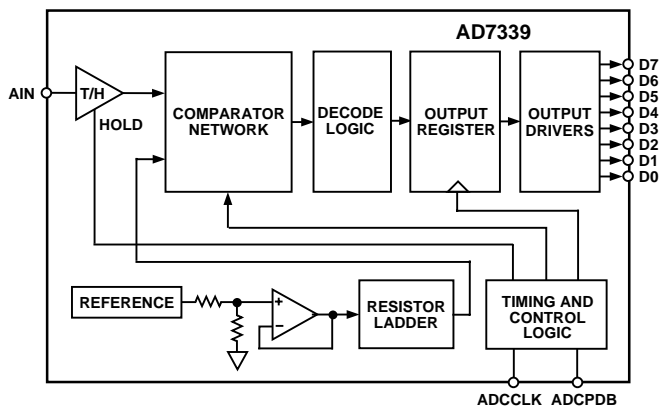 AD7339
AIN
T/H
HOLD
COMPARATOR
NETWORK
DECODE
LOGIC
OUTPUT
REGISTER
OUTPUT
DRIVERS
D7
D6
D5
D4
D3
D2
D1
D0
REFERENCE
+
−
RESISTOR
LADDER
TIMING AND
CONTROL
LOGIC
ADCCLK
ADCPDB